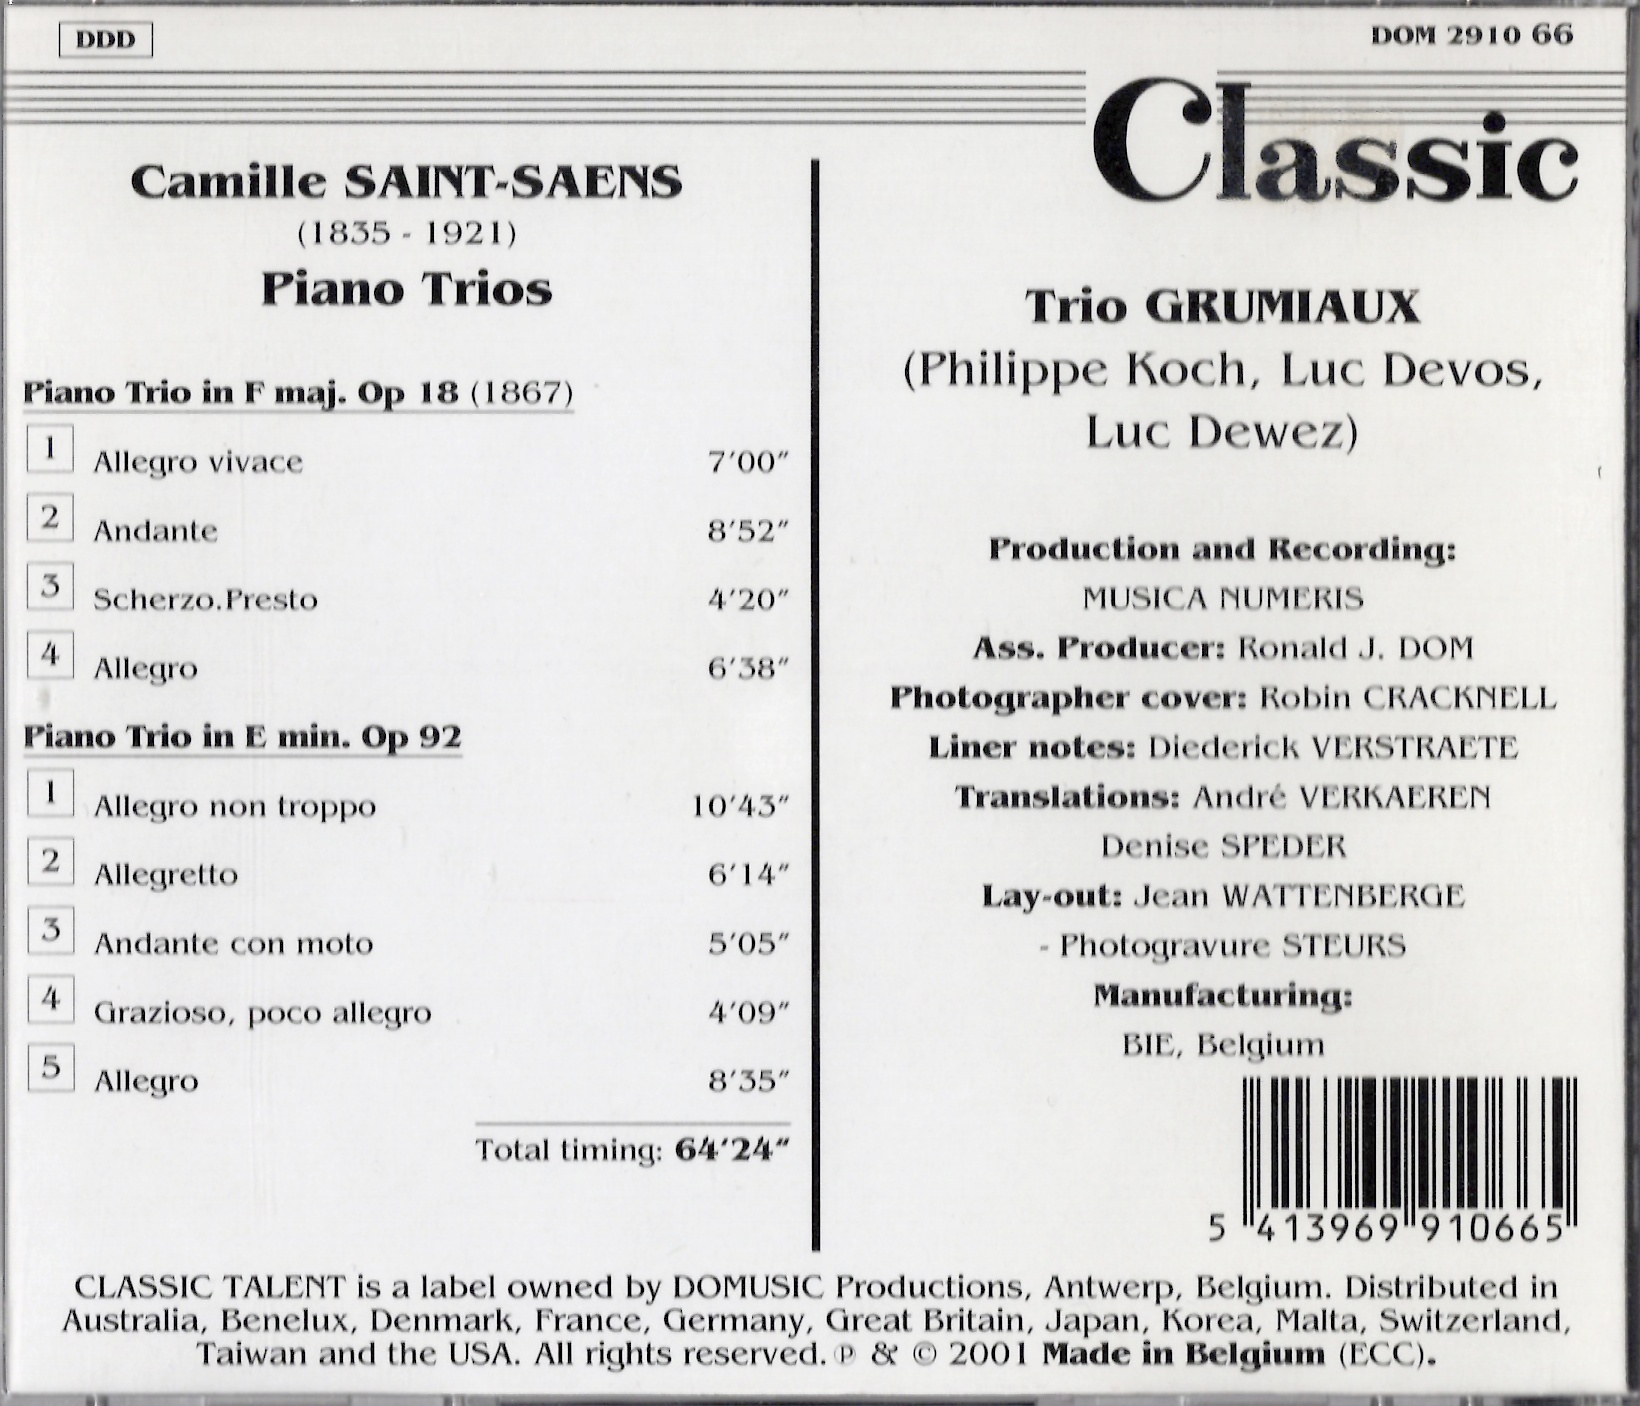 DDD
DOM 2910 66
Classic
Camille SAINT-SAENS
(1835 - 1921)
Piano Trios
Piano Trio in F maj. Op 18 (1867)
1 Allegro vivace 7'00"
2 Andante 8'52"
3 Scherzo.Presto 4'20"
4 Allegro 6'38"
Piano Trio in E min. Op 92
1 Allegro non troppo 10'43"
2 Allegretto 6'14"
3 Andante con moto 5'05"
4 Grazioso, poco allegro 4'09"
5 Allegro 8'35"
Total timing: 64'24"
Trio GRUMIAUX
(Philippe Koch, Luc Devos,
Luc Dewez)
Production and Recording:
MUSICA NUMERIS
Ass. Producer: Ronald J. DOM
Photographer cover: Robin CRACKNELL
Liner notes: Diederick VERSTRAETE
Translations: André VERKAEREN
Denise SPEDER
Lay-out: Jean WATTENBERGE
- Photogravure STEURS
Manufacturing:
BIE, Belgium
5 413969 910665
CLASSIC TALENT is a label owned by DOMUSIC Productions, Antwerp, Belgium. Distributed in
Australia, Benelux, Denmark, France, Germany, Great Britain, Japan, Korea, Malta, Switzerland,
Taiwan and the USA. All rights reserved. ℗ & © 2001 Made in Belgium (ECC).